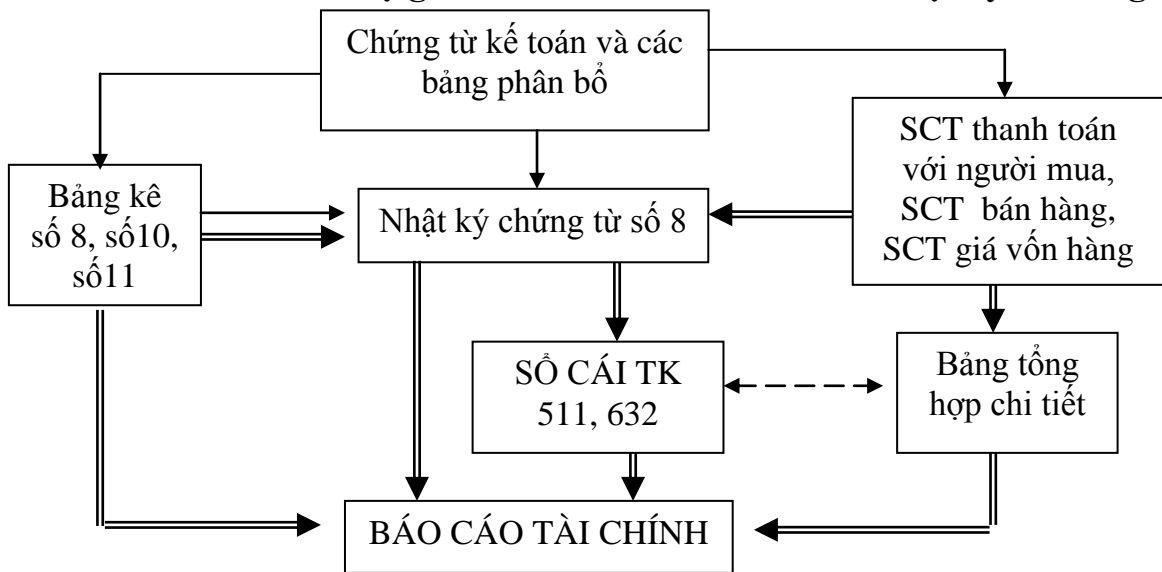 Chứng từ kế toán và các
bảng phân bổ
SCT thanh toán
với người mua,
SCT bán hàng,
SCT giá vốn hàng
Bảng kê
số 8, số10,
số11
Nhật ký chứng từ số 8
SỔ CÁI TK
511, 632
Bảng tổng
hợp chi tiết
BÁO CÁO TÀI CHÍNH